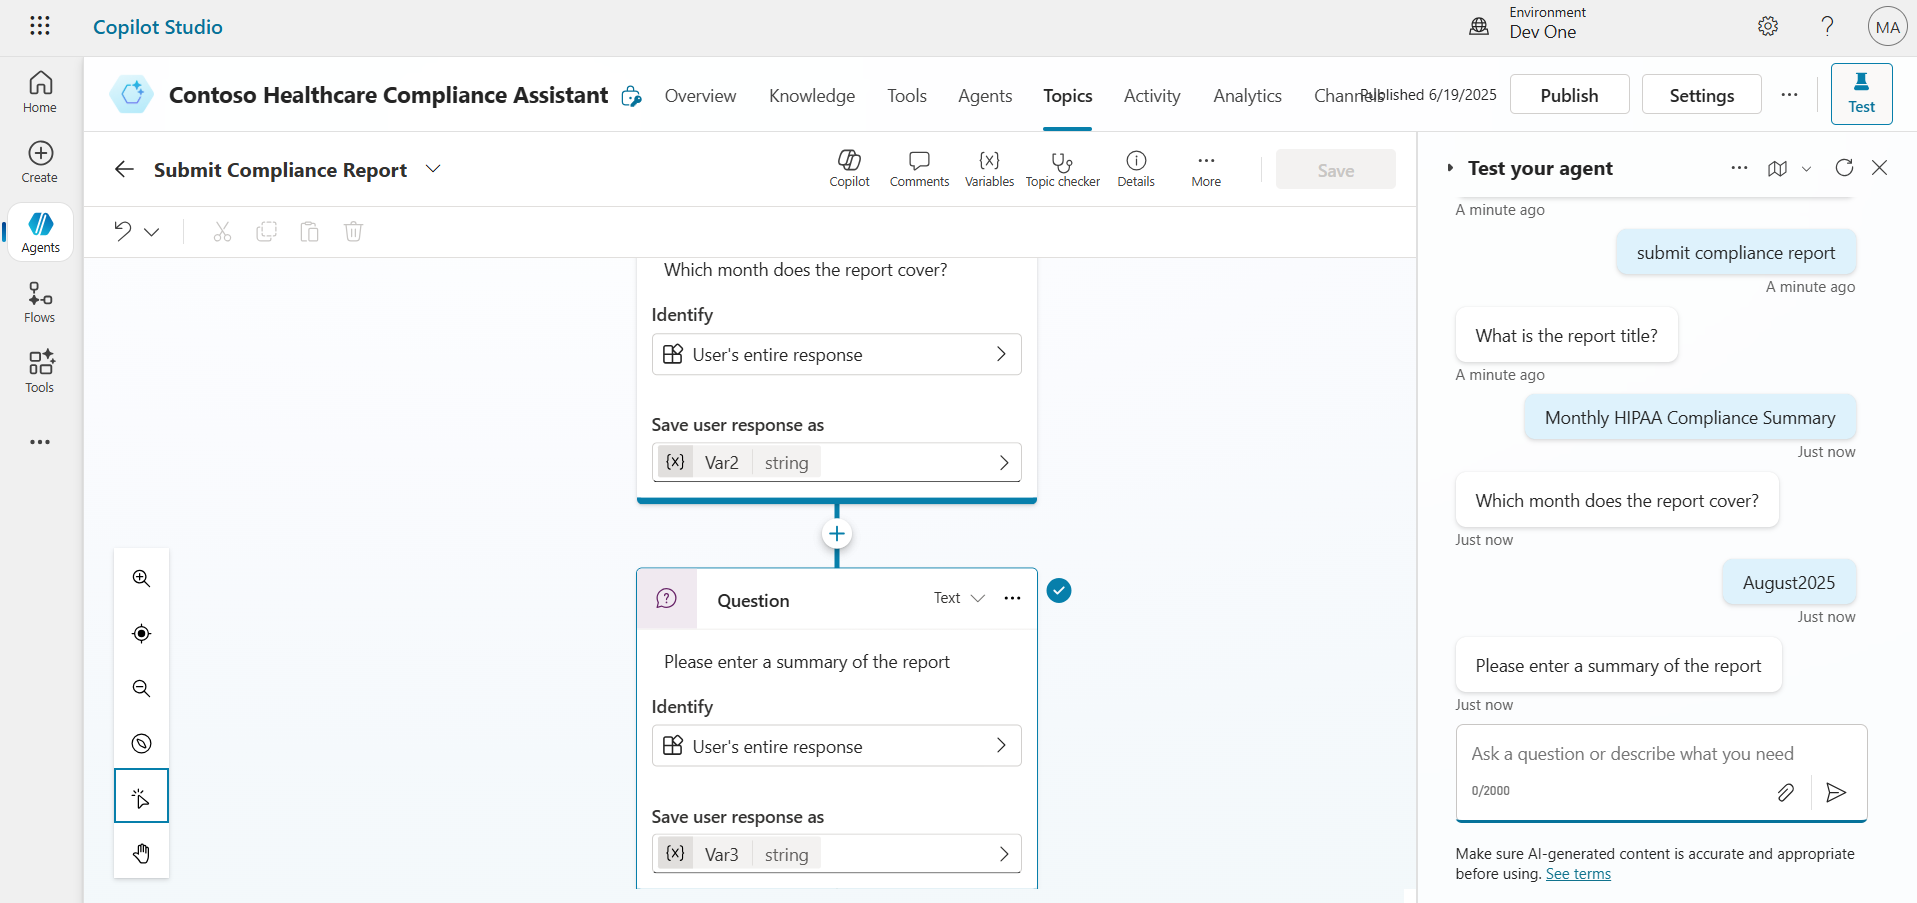 Copilot Studio
Environment
Dev One
MA
Contoso Healthcare Compliance Assistant
Overview
Knowledge
Tools
Agents
Topics
Activity
Analytics
Channels
Published 6/19/2025
Publish
Settings
Test
Home
Create
Agents
Flows
Tools
Submit Compliance Report
Copilot
Comments
{x}
Variables
Topic checker
Details
More
Save
Which month does the report cover?
Identify
User's entire response
Save user response as
{x} Var2 string
Question
Text
Please enter a summary of the report
Identify
User's entire response
Save user response as
{x} Var3 string
Test your agent
A minute ago
submit compliance report
A minute ago
What is the report title?
A minute ago
Monthly HIPAA Compliance Summary
Just now
Which month does the report cover?
Just now
August2025
Just now
Please enter a summary of the report
Just now
Ask a question or describe what you need
0/2000
Make sure AI-generated content is accurate and appropriate
before using. See terms